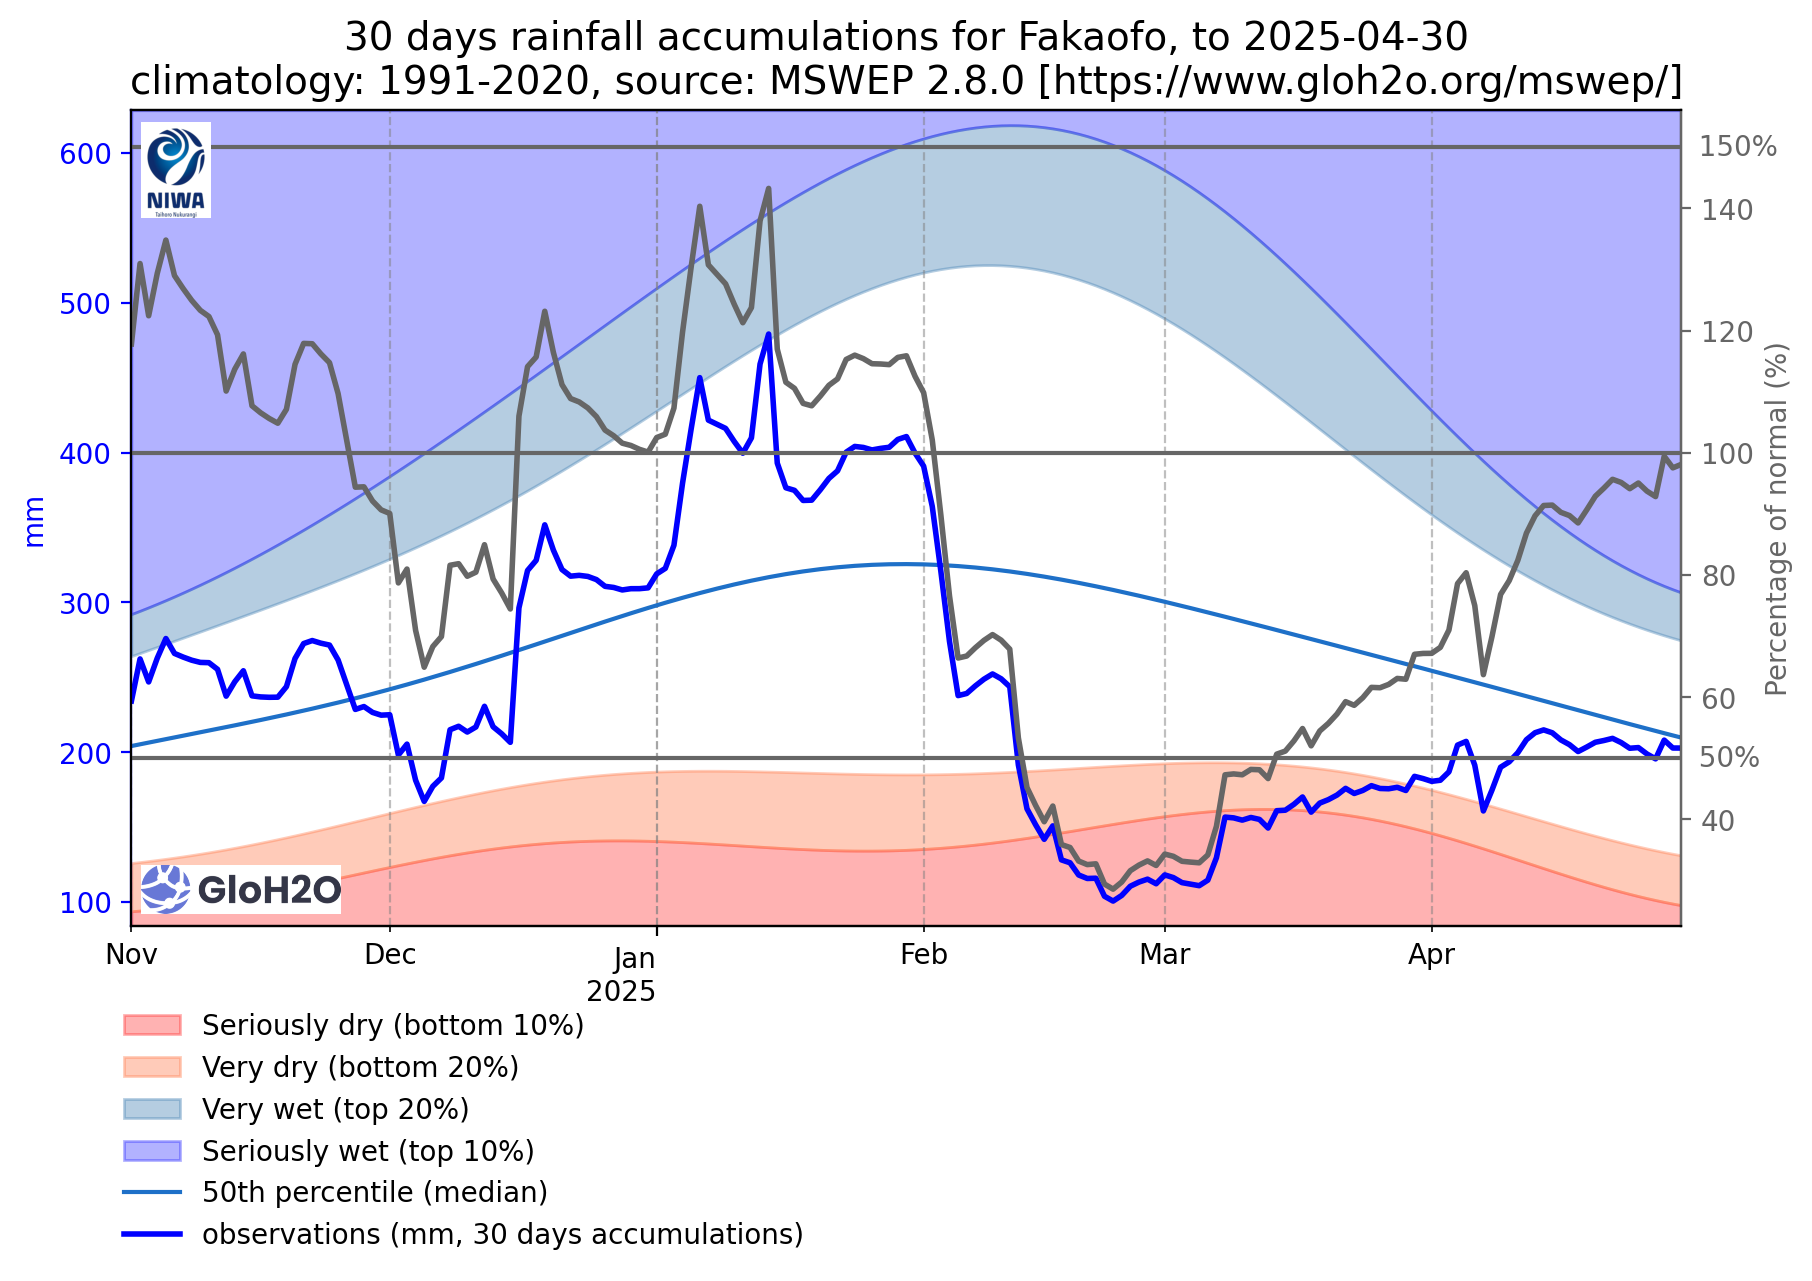 30 days rainfall accumulations for Fakaofo, to 2025-04-30
climatology: 1991-2020, source: MSWEP 2.8.0 [https://www.gloh2o.org/mswep/]
NIWA
Taihoro Nukurangi
600
500
400
300
200
100
mm
150%
140
120
100
80
60
50%
40
Percentage of normal (%)
GloH2O
Nov
Dec
Jan
2025
Feb
Mar
Apr
Seriously dry (bottom 10%)
Very dry (bottom 20%)
Very wet (top 20%)
Seriously wet (top 10%)
50th percentile (median)
observations (mm, 30 days accumulations)